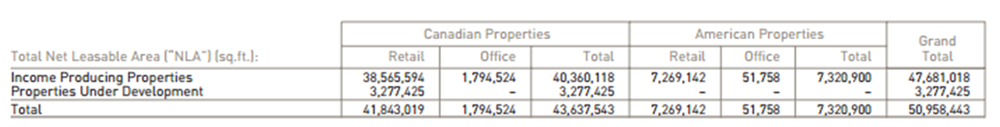 Canadian Properties American Properties Grand
Total Net Leasable Area ("NLA") (sq.ft.): Retail Office Total Retail Office Total Total
Income Producing Properties 38,565,594 1,794,524 40,360,118 7,269,142 51,758 7,320,900 47,681,018
Properties Under Development 3,277,425 – 3,277,425 – – – 3,277,425
Total 41,843,019 1,794,524 43,637,543 7,269,142 51,758 7,320,900 50,958,443